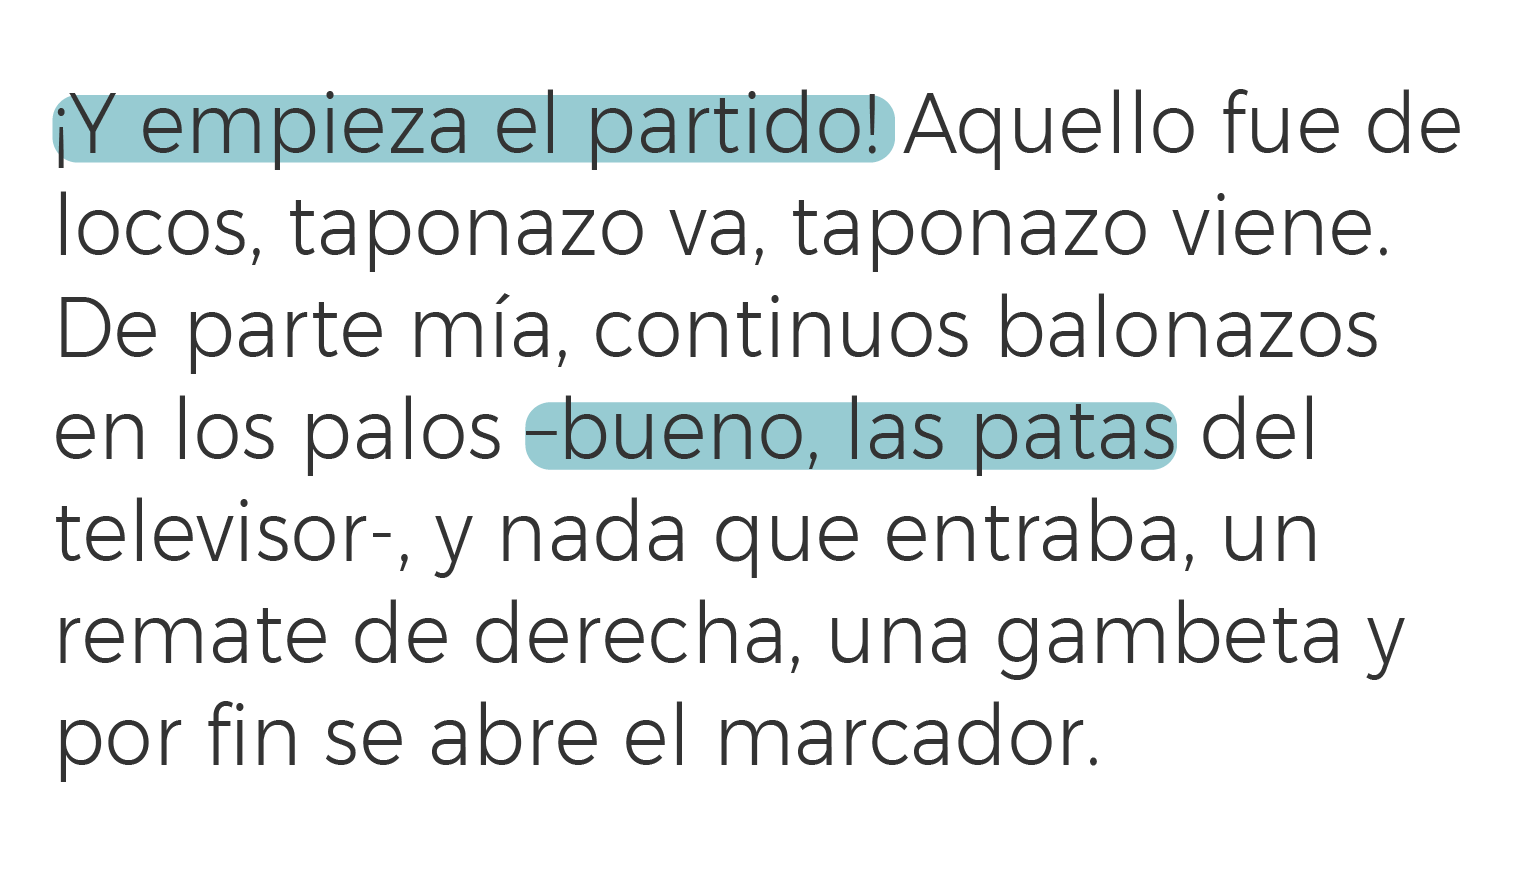 ¡Y empieza el partido! Aquello fue de
locos, taponazo va, taponazo viene.
De parte mía, continuos balonazos
en los palos –bueno, las patas del
televisor-, y nada que entraba, un
remate de derecha, una gambeta y
por fin se abre el marcador.